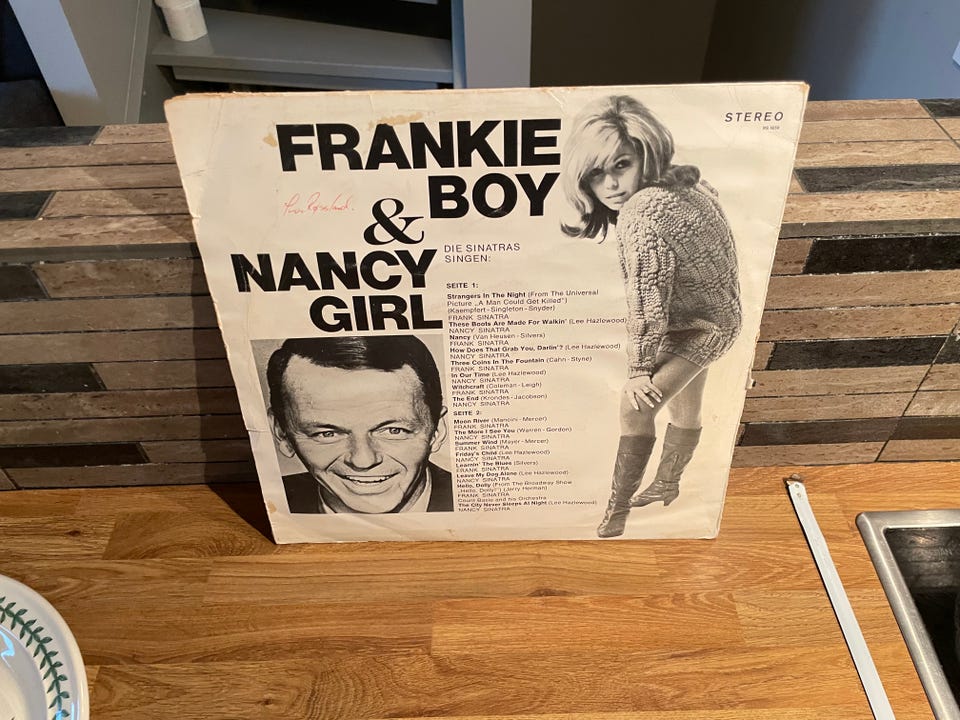 STEREO
FRANKIE
BOY
&
NANCY
GIRL
DIE SINATRAS
SINGEN:
SEITE 1:
Strangers In The Night (From The Universal
Picture „A Man Could Get Killed")
(Kaempfert-Singleton-Snyder)
FRANK SINATRA
These Boots Are Made For Walkin' (Lee Hazlewood)
NANCY SINATRA
Nancy (Van Heusen-Silvers)
FRANK SINATRA
How Does That Grab You, Darlin'? (Lee Hazlewood)
NANCY SINATRA
Three Coins In The Fountain (Cahn-Styne)
FRANK SINATRA
In Our Time (Lee Hazlewood)
NANCY SINATRA
Witchcraft (Coleman-Leigh)
FRANK SINATRA
The End (Krondes-Jacobson)
NANCY SINATRA
SEITE 2:
Moon River (Mancini-Mercer)
FRANK SINATRA
The More I See You (Warren-Gordon)
NANCY SINATRA
Summer Wind (Mayer-Mercer)
FRANK SINATRA
Friday's Child (Lee Hazlewood)
NANCY SINATRA
Learnin' The Blues (Silvers)
FRANK SINATRA
Leave My Dog Alone (Lee Hazlewood)
NANCY SINATRA
Hello, Dolly (From The Broadway Show
„Hello, Dolly!") (Jerry Herman)
FRANK SINATRA
Count Basie and his Orchestra
The City Never Sleeps At Night (Lee Hazlewood)
NANCY SINATRA